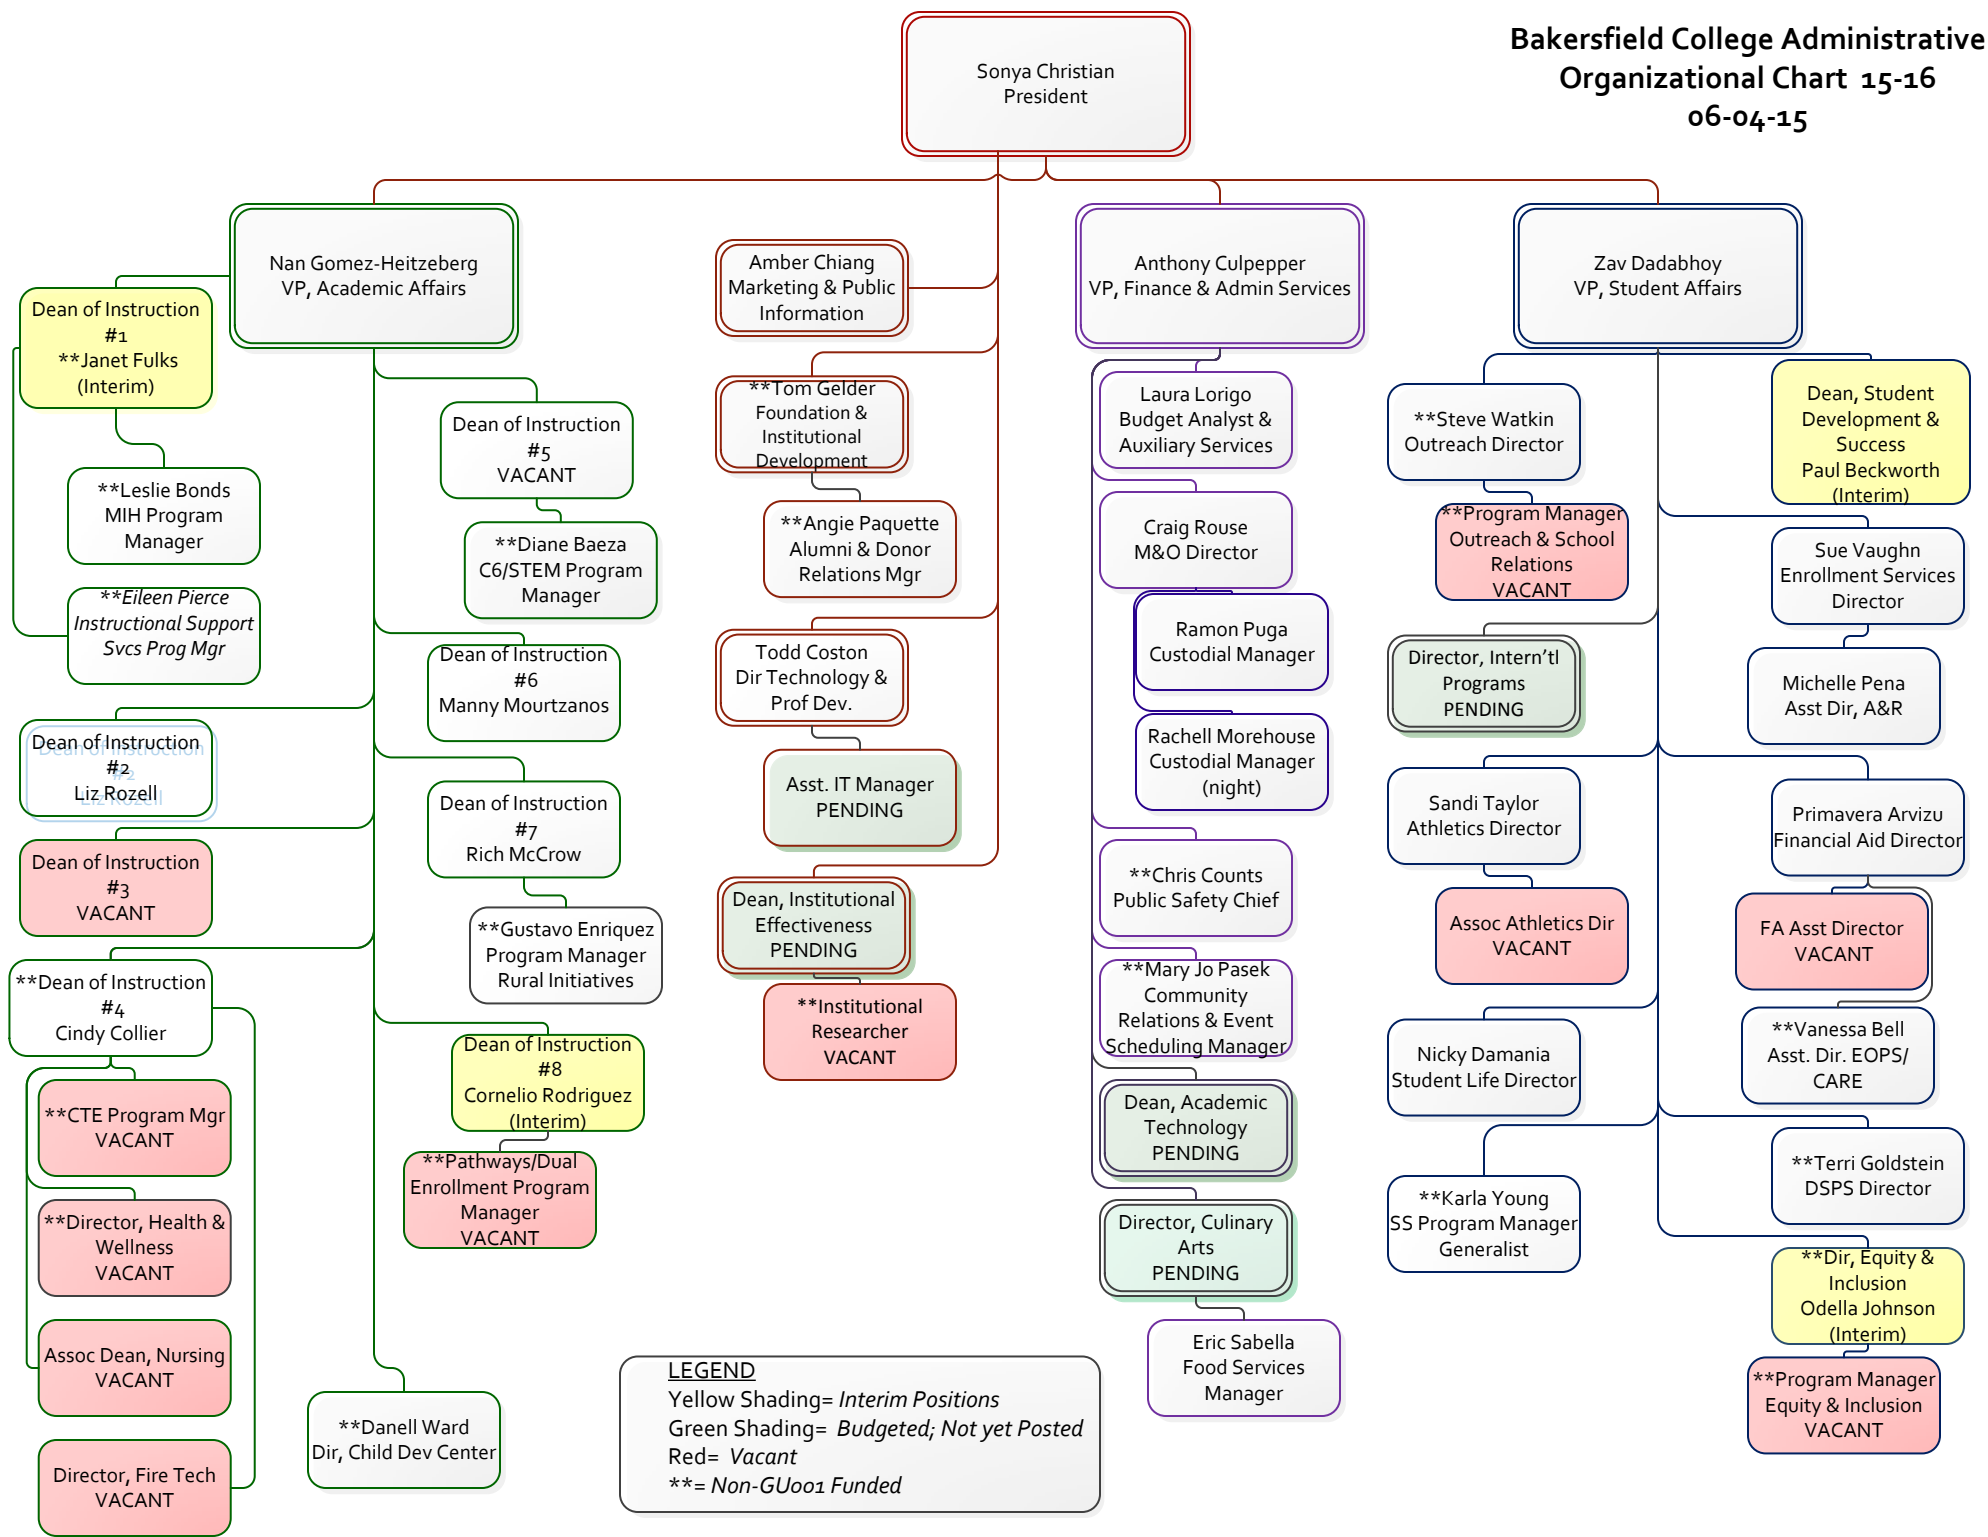 Bakersfield College Administrative
Organizational Chart 15-16
06-04-15
Sonya Christian
President
Nan Gomez-Heitzeberg
VP, Academic Affairs
Dean of Instruction
#1
**Janet Fulks
(Interim)
**Leslie Bonds
MIH Program
Manager
**Eileen Pierce
Instructional Support
Svcs Prog Mgr
Dean of Instruction
#2
Liz Rozell
Dean of Instruction
#2
Liz Rozell
Dean of Instruction
#3
VACANT
**Dean of Instruction
#4
Cindy Collier
**CTE Program Mgr
VACANT
**Director, Health &
Wellness
VACANT
Assoc Dean, Nursing
VACANT
Director, Fire Tech
VACANT
Dean of Instruction
#5
VACANT
**Diane Baeza
C6/STEM Program
Manager
Dean of Instruction
#6
Manny Mourtzanos
Dean of Instruction
#7
Rich McCrow
**Gustavo Enriquez
Program Manager
Rural Initiatives
Dean of Instruction
#8
Cornelio Rodriguez
(Interim)
**Pathways/Dual
Enrollment Program
Manager
VACANT
**Danell Ward
Dir, Child Dev Center
Amber Chiang
Marketing & Public
Information
**Tom Gelder
Foundation &
Institutional
Development
**Angie Paquette
Alumni & Donor
Relations Mgr
Todd Coston
Dir Technology &
Prof Dev.
Asst. IT Manager
PENDING
Dean, Institutional
Effectiveness
PENDING
**Institutional
Researcher
VACANT
Anthony Culpepper
VP, Finance & Admin Services
Laura Lorigo
Budget Analyst &
Auxiliary Services
Craig Rouse
M&O Director
Ramon Puga
Custodial Manager
Rachell Morehouse
Custodial Manager
(night)
**Chris Counts
Public Safety Chief
**Mary Jo Pasek
Community
Relations & Event
Scheduling Manager
Dean, Academic
Technology
PENDING
Director, Culinary
Arts
PENDING
Eric Sabella
Food Services
Manager
Zav Dadabhoy
VP, Student Affairs
**Steve Watkin
Outreach Director
**Program Manager
Outreach & School
Relations
VACANT
Director, Intern'tl
Programs
PENDING
Sandi Taylor
Athletics Director
Assoc Athletics Dir
VACANT
Nicky Damania
Student Life Director
**Karla Young
SS Program Manager
Generalist
Dean, Student
Development &
Success
Paul Beckworth
(Interim)
Sue Vaughn
Enrollment Services
Director
Michelle Pena
Asst Dir, A&R
Primavera Arvizu
Financial Aid Director
FA Asst Director
VACANT
**Vanessa Bell
Asst. Dir. EOPS/
CARE
**Terri Goldstein
DSPS Director
**Dir, Equity &
Inclusion
Odella Johnson
(Interim)
**Program Manager
Equity & Inclusion
VACANT
LEGEND
Yellow Shading= Interim Positions
Green Shading= Budgeted; Not yet Posted
Red= Vacant
**= Non-GU001 Funded